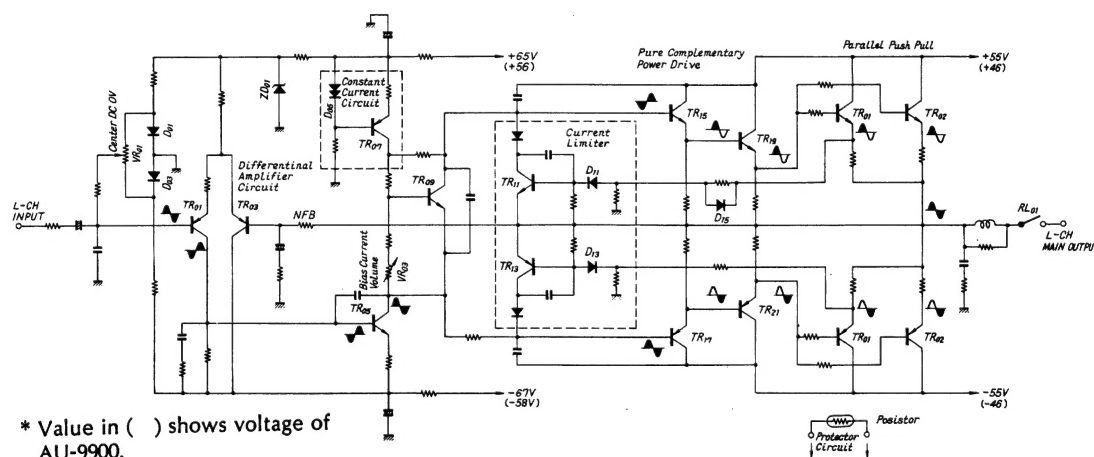 +65V
(+56)
Pure Complementary
Power Drive
Parallel Push Pull
+55V
(+46)
Center DC 0V
VR01
D01
D03
ZD01
D05
Constant
Current
Circuit
TR07
TR15
TR19
TR01
TR02
Differentinal
Amplifier
Circuit
Current
Limiter
TR09
TR11
D11
D15
L-CH
INPUT
TR01
TR03
NFB
RL01
L-CH
MAIN OUTPU
Bias Current
Volume
VR03
TR13
D13
TR05
TR17
TR21
TR01
TR02
-67V
(-58V)
-55V
(-46)
* Value in ( ) shows voltage of
AU-9900.
Posistor
Protector
Circuit